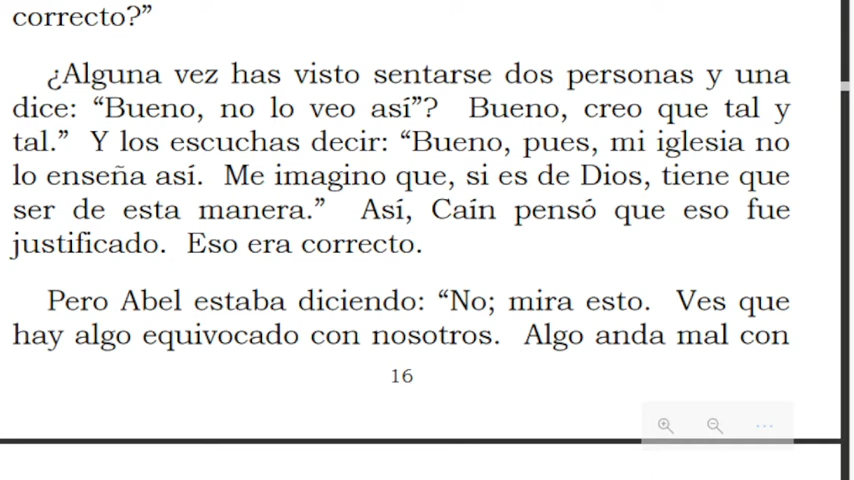 correcto?”
¿Alguna vez has visto sentarse dos personas y una
dice: “Bueno, no lo veo así”? Bueno, creo que tal y
tal.” Y los escuchas decir: “Bueno, pues, mi iglesia no
lo enseña así. Me imagino que, si es de Dios, tiene que
ser de esta manera.” Así, Caín pensó que eso fue
justificado. Eso era correcto.
Pero Abel estaba diciendo: “No; mira esto. Ves que
hay algo equivocado con nosotros. Algo anda mal con
16